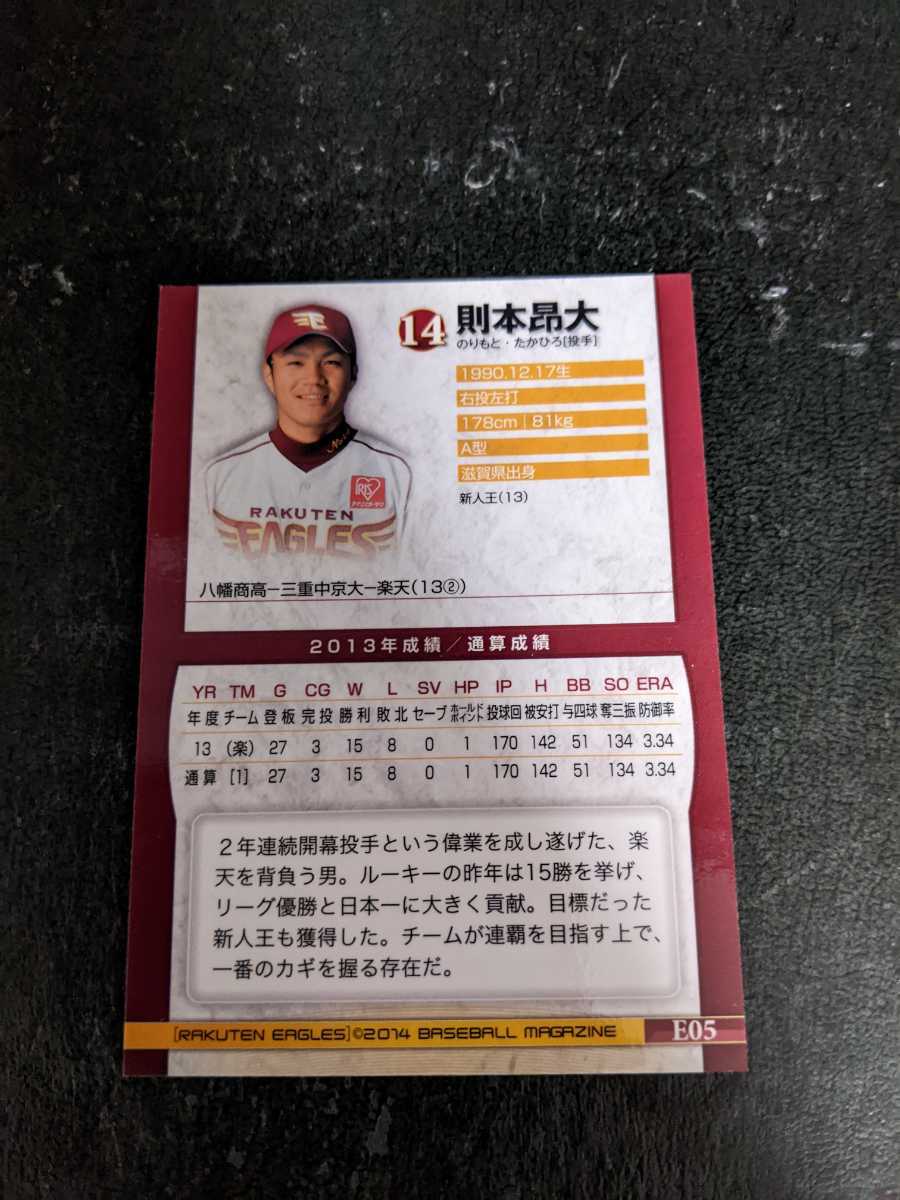 14 則本昂大
のりもと・たかひろ[投手]
1990.12.17生
右投左打
178cm | 81kg
A型
滋賀県出身
新人王(13)
IRIS
アイリスオーヤマ
RAKUTEN
EAGLES
八幡商高ー三重中京大ー楽天(13②)
2013年成績／通算成績
YR TM G CG W L SV HP IP H BB SO ERA
年度 チーム 登板 完投 勝利 敗北 セーブ ホールドポイント 投球回 被安打 与四球 奪三振 防御率
13 (楽) 27 3 15 8 0 1 170 142 51 134 3.34
通算 [1] 27 3 15 8 0 1 170 142 51 134 3.34
２年連続開幕投手という偉業を成し遂げた、楽
天を背負う男。ルーキーの昨年は15勝を挙げ、
リーグ優勝と日本一に大きく貢献。目標だった
新人王も獲得した。チームが連覇を目指す上で、
一番のカギを握る存在だ。
[RAKUTEN EAGLES]©2014 BASEBALL MAGAZINE E05